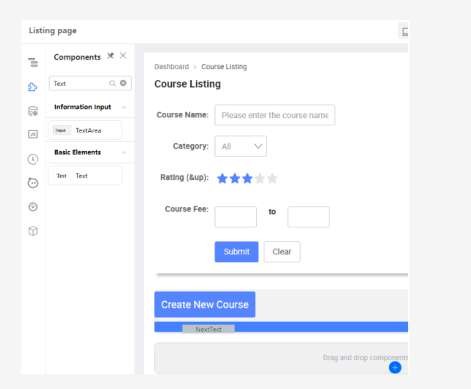 Listing page
Components
Text
Information Input
TextArea
Basic Elements
Text Text
Dashboard > Course Listing
Course Listing
Course Name: Please enter the course name
Category: All
Rating (&up):
Course Fee: to
Submit Clear
Create New Course
NextText
Drag and drop components